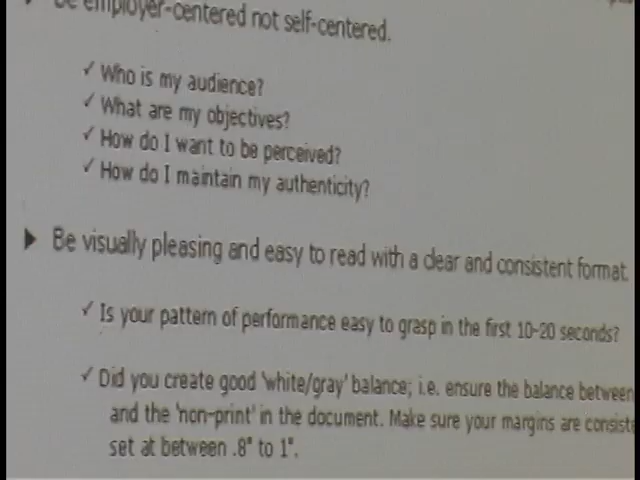 Be employer-centered not self-centered.
✓ Who is my audience?
✓ What are my objectives?
✓ How do I want to be perceived?
✓ How do I maintain my authenticity?
Be visually pleasing and easy to read with a clear and consistent format.
✓ Is your pattern of performance easy to grasp in the first 10-20 seconds?
✓ Did you create good 'white/gray' balance; i.e. ensure the balance between
and the 'non-print' in the document. Make sure your margins are consist
set at between .8" to 1".